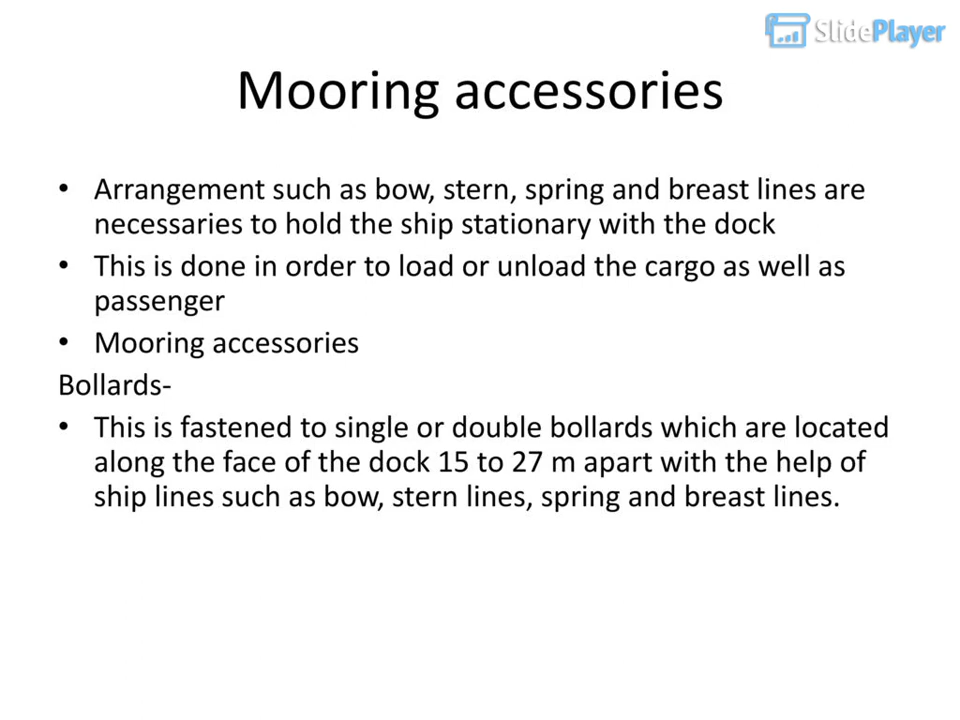 SlidePlayer
Mooring accessories
• Arrangement such as bow, stern, spring and breast lines are
necessaries to hold the ship stationary with the dock
• This is done in order to load or unload the cargo as well as
passenger
• Mooring accessories
Bollards-
• This is fastened to single or double bollards which are located
along the face of the dock 15 to 27 m apart with the help of
ship lines such as bow, stern lines, spring and breast lines.